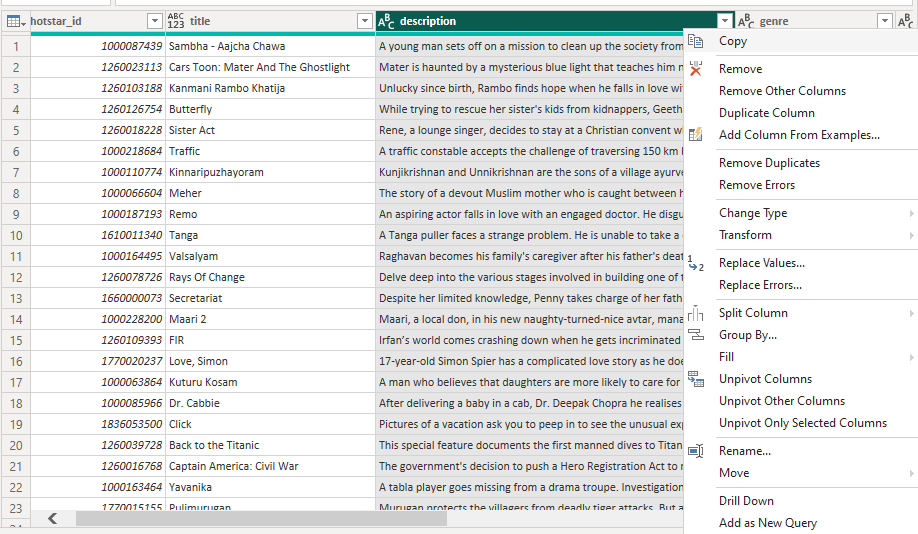 hotstar_id ABC 123 title ABC description ABC genre ABC
1 1000087439 Sambha - Aajcha Chawa A young man sets off on a mission to clean up the society from
2 1260023113 Cars Toon: Mater And The Ghostlight Mater is haunted by a mysterious blue light that teaches him
3 1260103188 Kanmani Rambo Khatija Unlucky since birth, Rambo finds hope when he falls in love
4 1260126754 Butterfly While trying to rescue her sister's kids from kidnappers, Geeth
5 1260018228 Sister Act Rene, a lounge singer, decides to stay at a Christian convent
6 1000218684 Traffic A traffic constable accepts the challenge of traversing 150 km
7 1000110774 Kinnaripuzhayoram Kunjikrishnan and Unnikrishnan are the sons of a village ayurve
8 1000066604 Meher The story of a devout Muslim mother who is caught between
9 1000187193 Remo An aspiring actor falls in love with an engaged doctor. He disgu
10 1610011340 Tanga A Tanga puller faces a strange problem. He is unable to take a
11 1000164495 Valsalyam Raghavan becomes his family's caregiver after his father's deat
12 1260078726 Rays Of Change Delve deep into the various stages involved in building one of
13 1660000073 Secretariat Despite her limited knowledge, Penny takes charge of her fath
14 1000228200 Maari 2 Maari, a local don, in his new naughty-turned-nice avtar, mana
15 1260109393 FIR Irfan's world comes crashing down when he gets incriminated
16 1770020237 Love, Simon 17-year-old Simon Spier has a complicated love story as he doe
17 1000063864 Kuturu Kosam A man who believes that daughters are more likely to care for
18 1000085966 Dr. Cabbie After delivering a baby in a cab, Dr. Deepak Chopra he realises
19 1836053500 Click Pictures of a vacation ask you to peep in to see the unusual exp
20 1260039728 Back to the Titanic This special feature documents the first manned dives to Titan
21 1260016768 Captain America: Civil War The government's decision to push a Hero Registration Act to
22 1000163464 Yavanika A tabla player goes missing from a drama troupe. Investigation
23 1770015155 Pulimurugan Murugan protects the villagers from deadly tiger attacks. But a
Copy
Remove
Remove Other Columns
Duplicate Column
Add Column From Examples...
Remove Duplicates
Remove Errors
Change Type
Transform
1 2 Replace Values...
Replace Errors...
Split Column
Group By...
Fill
Unpivot Columns
Unpivot Other Columns
Unpivot Only Selected Columns
Rename...
Move
Drill Down
Add as New Query